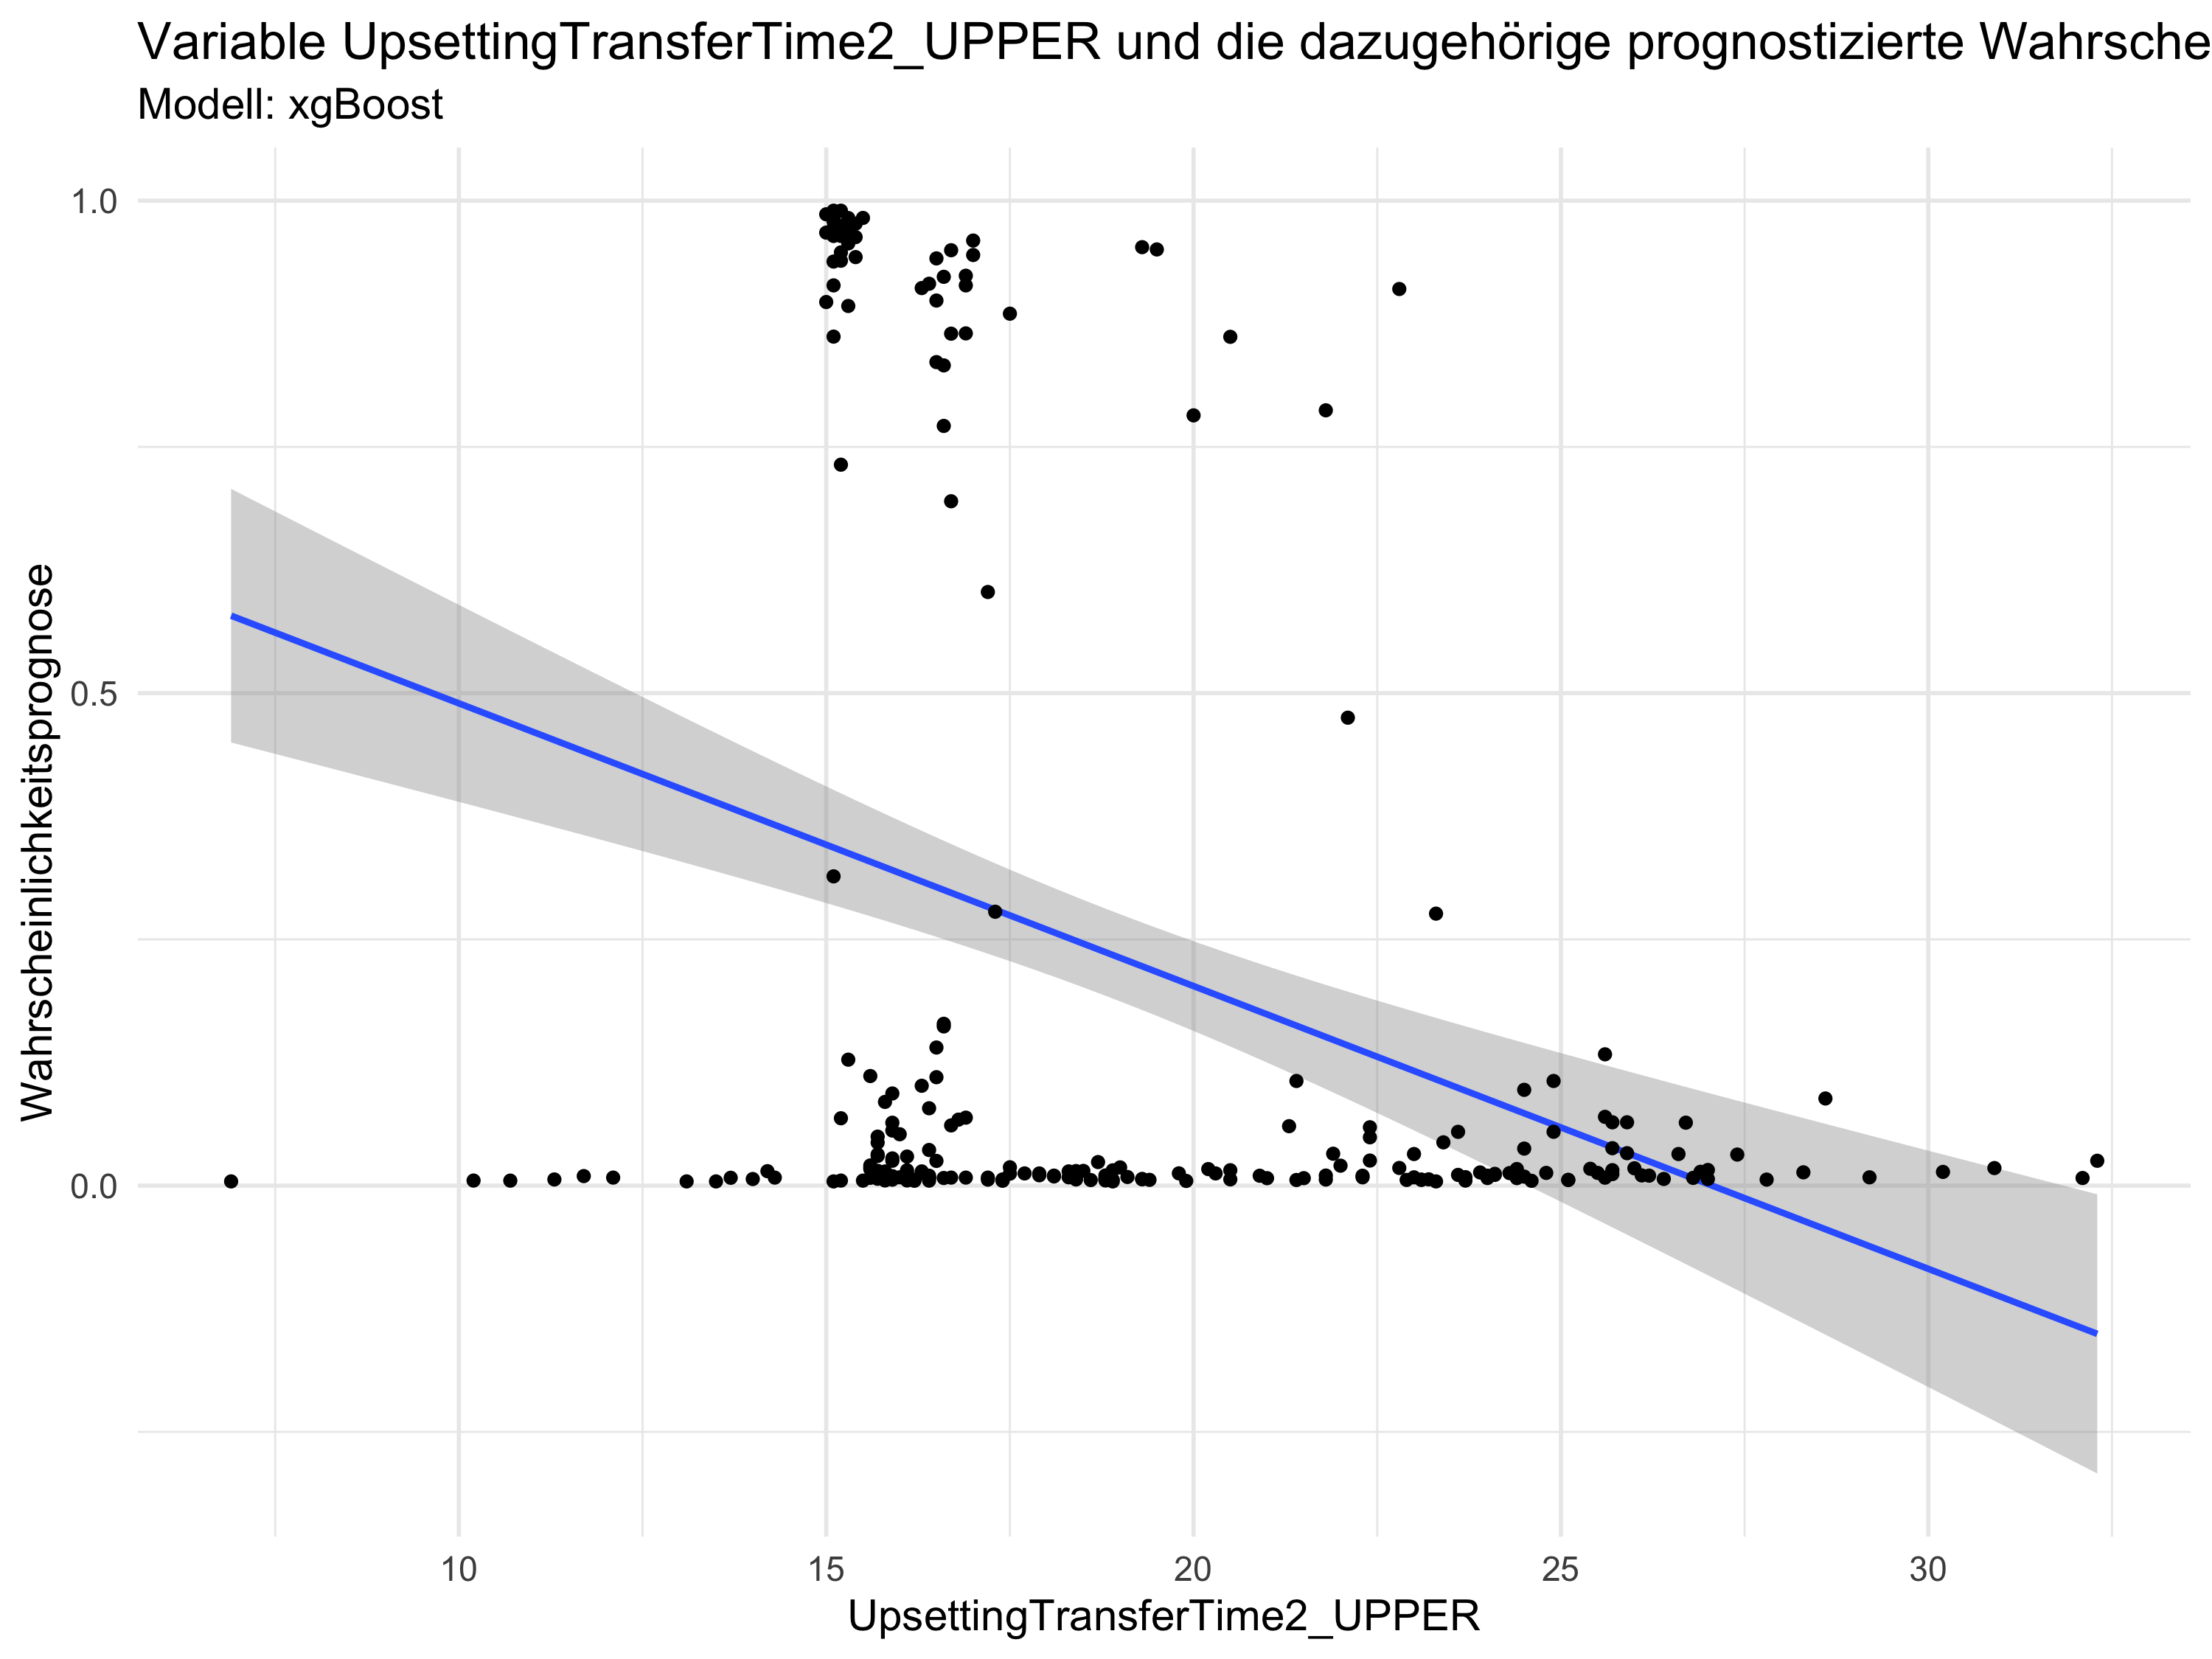 Variable UpsettingTransferTime2_UPPER und die dazugehörige prognostizierte Wahrsche
Modell: xgBoost
Wahrscheinlichkeitsprognose
1.0
0.5
0.0
10 15 20 25 30
UpsettingTransferTime2_UPPER